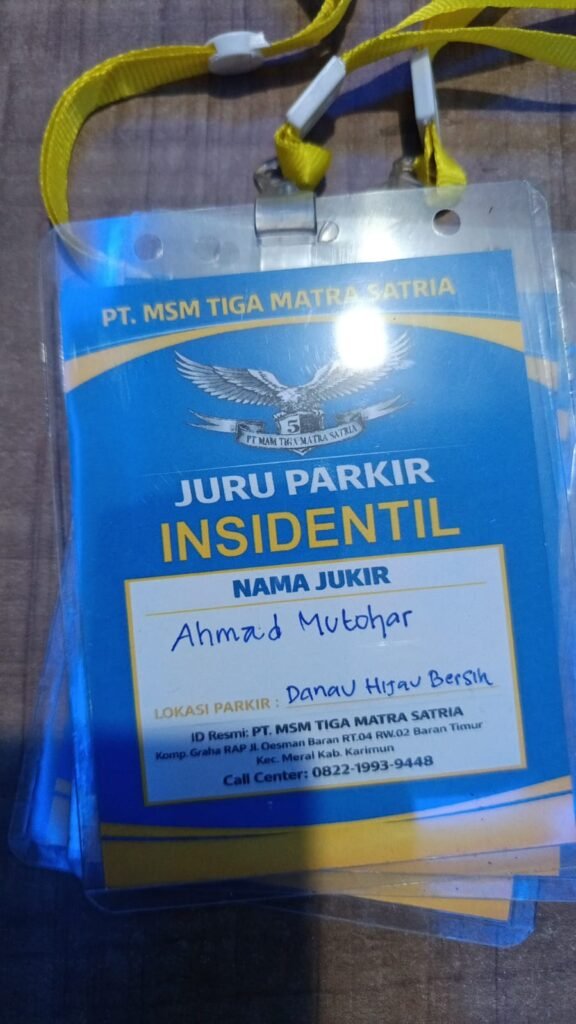 PT. MSM TIGA MATRA SATRIA
5
PT MSM TIGA MATRA SATRIA
JURU PARKIR
INSIDENTIL
NAMA JUKIR
Ahmad Mutohar
LOKASI PARKIR : Danau Hijau Bersih
ID Resmi: PT. MSM TIGA MATRA SATRIA
Komp. Graha RAP Jl. Oesman Baran RT.04 RW.02 Baran Timur
Kec. Meral Kab. Karimun
Call Center: 0822-1993-9448